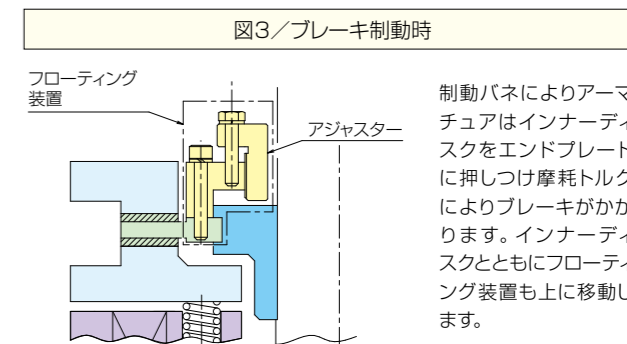 図3／ブレーキ制動時
フローティング
装置
アジャスター
制動バネによりアーマ
チュアはインナーディ
スクをエンドプレート
に押しつけ摩耗トルク
によりブレーキがかか
ります。インナーディ
スクとともにフローティ
ング装置も上に移動し
ます。